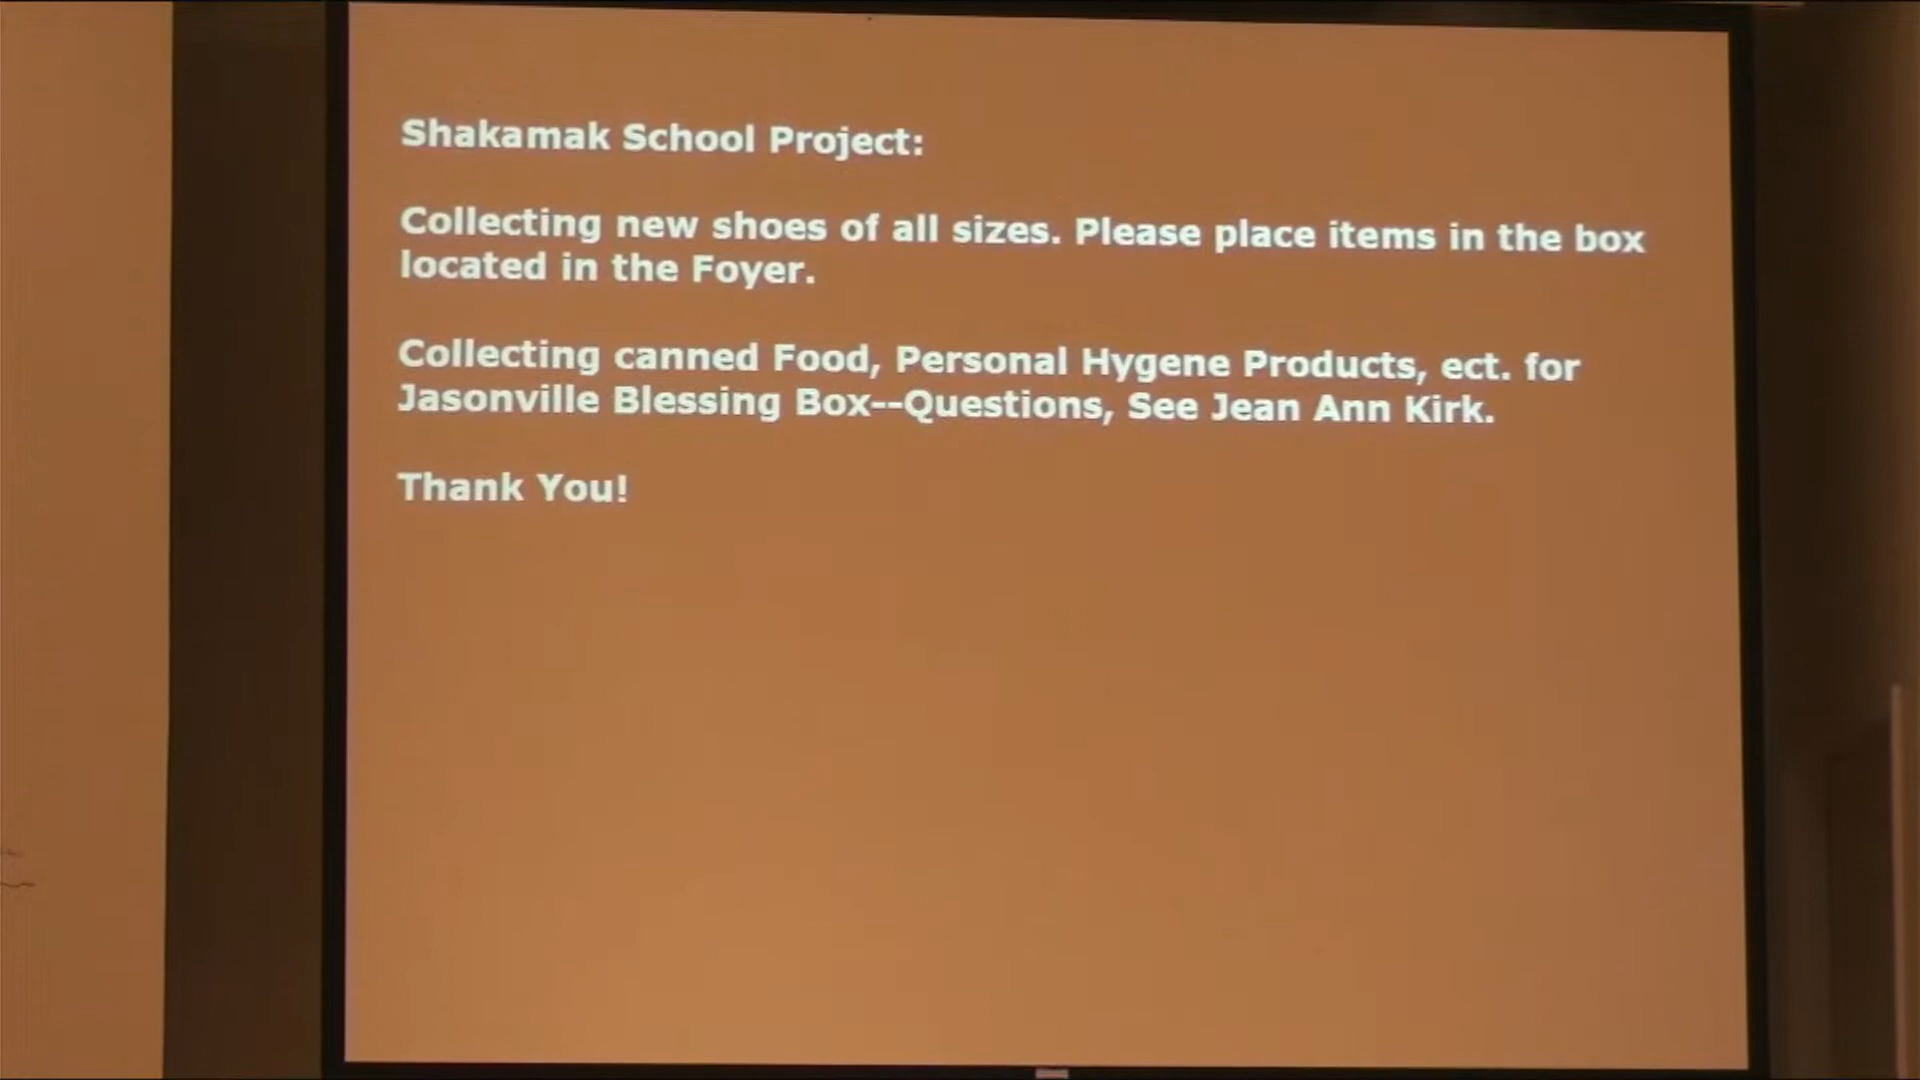 Shakamak School Project:
Collecting new shoes of all sizes. Please place items in the box
located in the Foyer.
Collecting canned Food, Personal Hygene Products, ect. for
Jasonville Blessing Box--Questions, See Jean Ann Kirk.
Thank You!